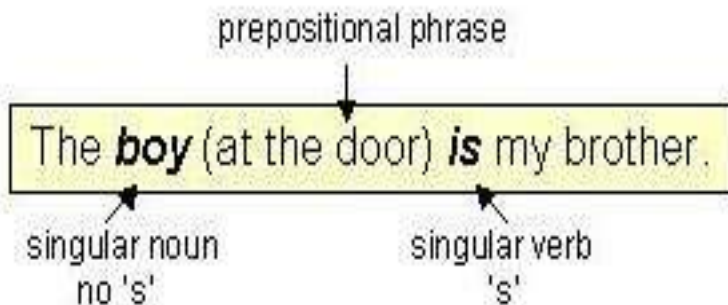 prepositional phrase
The boy (at the door) is my brother.
singular noun
no 's'
singular verb
's'